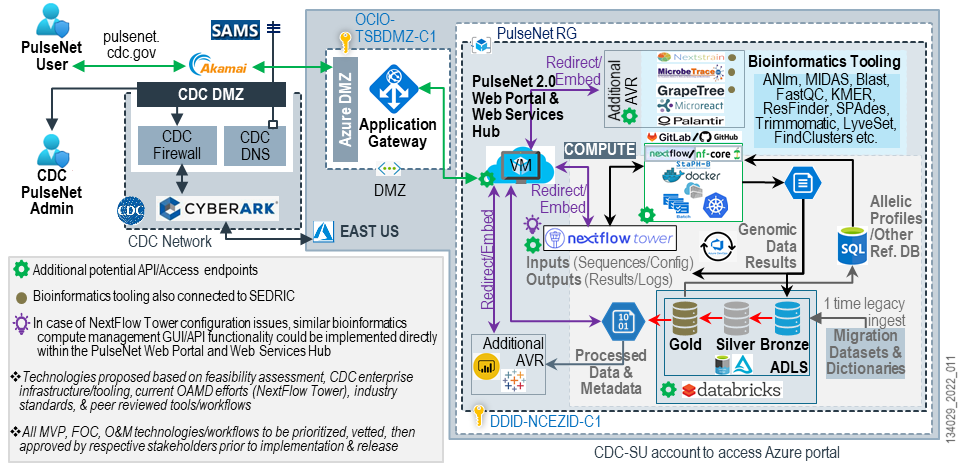 PulseNet
User
pulsenet.
cdc.gov
SAMS
Akamai
CDC DMZ
CDC
Firewall
CDC
DNS
CYBERARK®
CDC
CDC Network
CDC
PulseNet
Admin
EAST US
OCIO-
TSBDMZ-C1
Azure DMZ
Application
Gateway
DMZ
PulseNet RG
Redirect/
Embed
PulseNet 2.0
Web Portal &
Web Services
Hub
VM
Additional
AVR
Nextstrain
MicrobeTrace
GrapeTree
Microreact
Palantir
Bioinformatics Tooling
ANIm, MIDAS, Blast,
FastQC, KMER,
ResFinder, SPAdes,
Trimmomatic, LyveSet,
FindClusters etc.
GitLab / GitHub
COMPUTE
nextflow/nf-core
StaPH-B
docker
Batch
Redirect/
Embed
nextflow tower
Inputs (Sequences/Config)
Outputs (Results/Logs)
Genomic
Data
Results
Allelic
Profiles
/Other
Ref. DB
SQL
Redirect/Embed
10
01
Processed
Data &
Metadata
Additional
AVR
Gold
Silver
Bronze
ADLS
databricks
1 time legacy
ingest
Migration
Datasets &
Dictionaries
DDID-NCEZID-C1
CDC-SU account to access Azure portal
134029_2022_011
Additional potential API/Access endpoints
Bioinformatics tooling also connected to SEDRIC
In case of NextFlow Tower configuration issues, similar bioinformatics
compute management GUI/API functionality could be implemented directly
within the PulseNet Web Portal and Web Services Hub
❖Technologies proposed based on feasibility assessment, CDC enterprise
infrastructure/tooling, current OAMD efforts (NextFlow Tower), industry
standards, & peer reviewed tools/workflows
❖All MVP, FOC, O&M technologies/workflows to be prioritized, vetted, then
approved by respective stakeholders prior to implementation & release